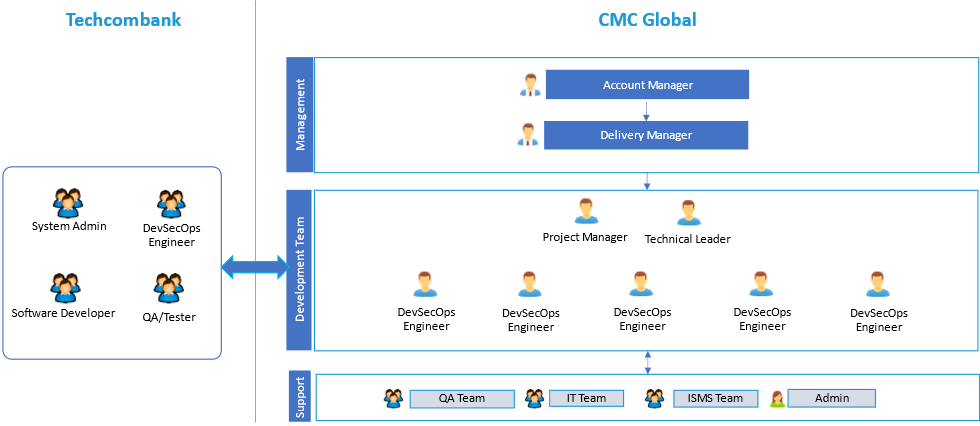 Techcombank
CMC Global
Management
Account Manager
Delivery Manager
System Admin
DevSecOps
Engineer
Software Developer
QA/Tester
Development Team
Project Manager
Technical Leader
DevSecOps
Engineer
DevSecOps
Engineer
DevSecOps
Engineer
DevSecOps
Engineer
DevSecOps
Engineer
Support
QA Team
IT Team
ISMS Team
Admin